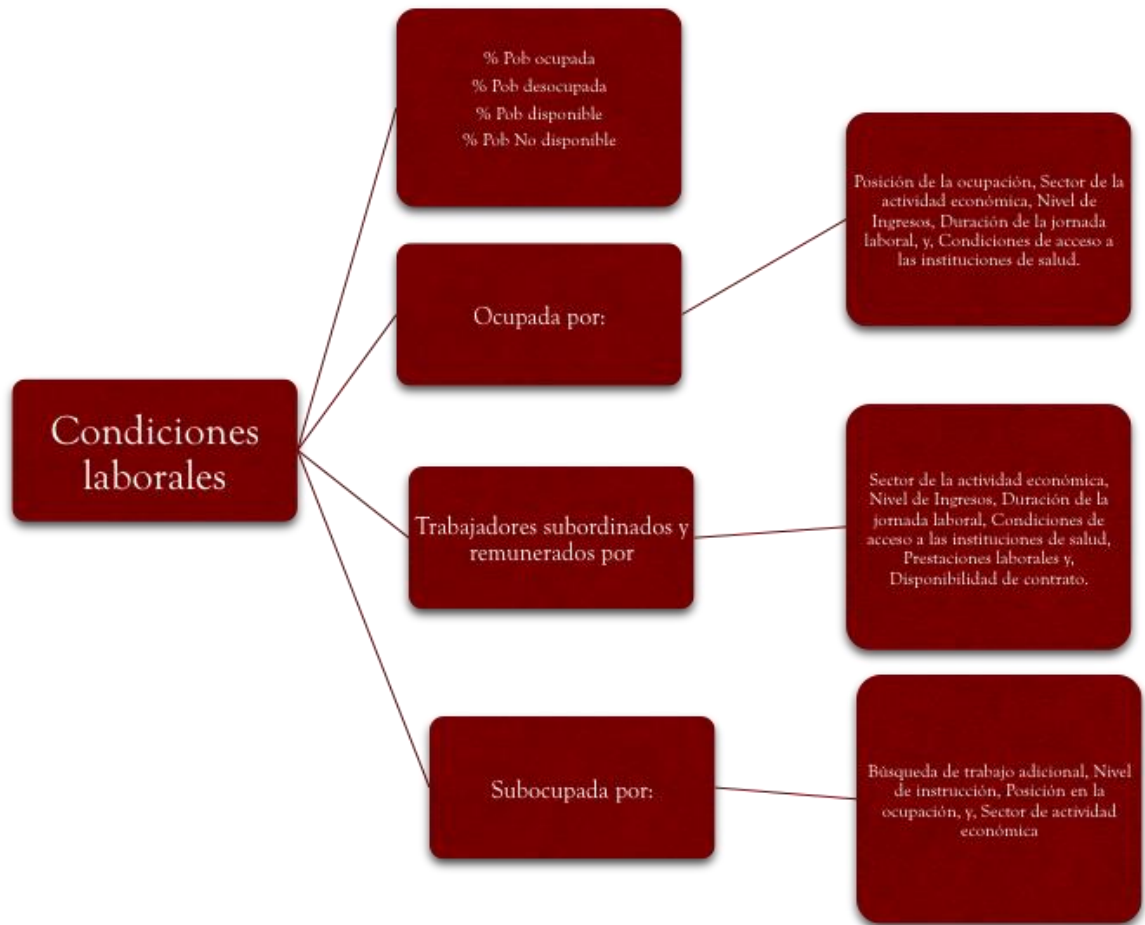 Condiciones
laborales
% Pob ocupada
% Pob desocupada
% Pob disponible
% Pob No disponible
Ocupada por:
Posición de la ocupación, Sector de la
actividad económica, Nivel de
Ingresos, Duración de la jornada
laboral, y, Condiciones de acceso a
las instituciones de salud.
Trabajadores subordinados y
remunerados por
Sector de la actividad económica,
Nivel de Ingresos, Duración de la
jornada laboral, Condiciones de
acceso a las instituciones de salud,
Prestaciones laborales y,
Disponibilidad de contrato.
Subocupada por:
Búsqueda de trabajo adicional, Nivel
de instrucción, Posición en la
ocupación, y, Sector de actividad
económica